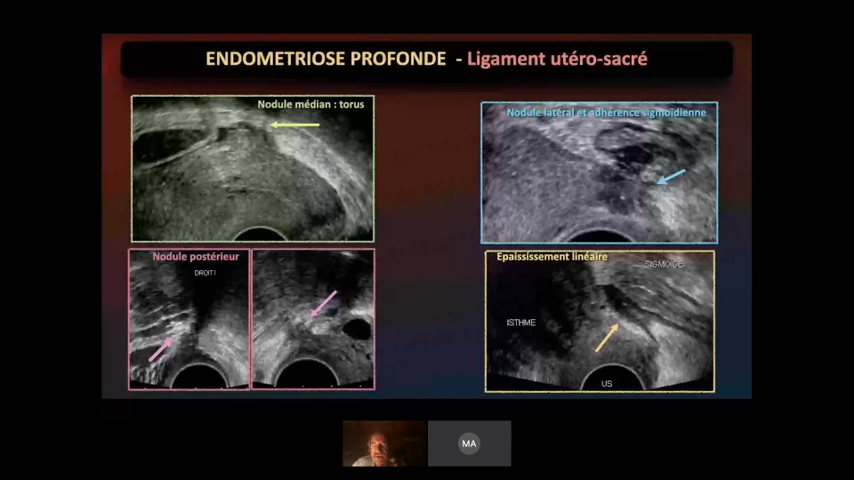 ENDOMETRIOSE PROFONDE - Ligament utéro-sacré
Nodule médian : torus
Nodule latéral et adhérence sigmoïdienne
Nodule postérieur
DROIT
Epaississement linéaire
SIGMOIDE
ISTHME
US
MA